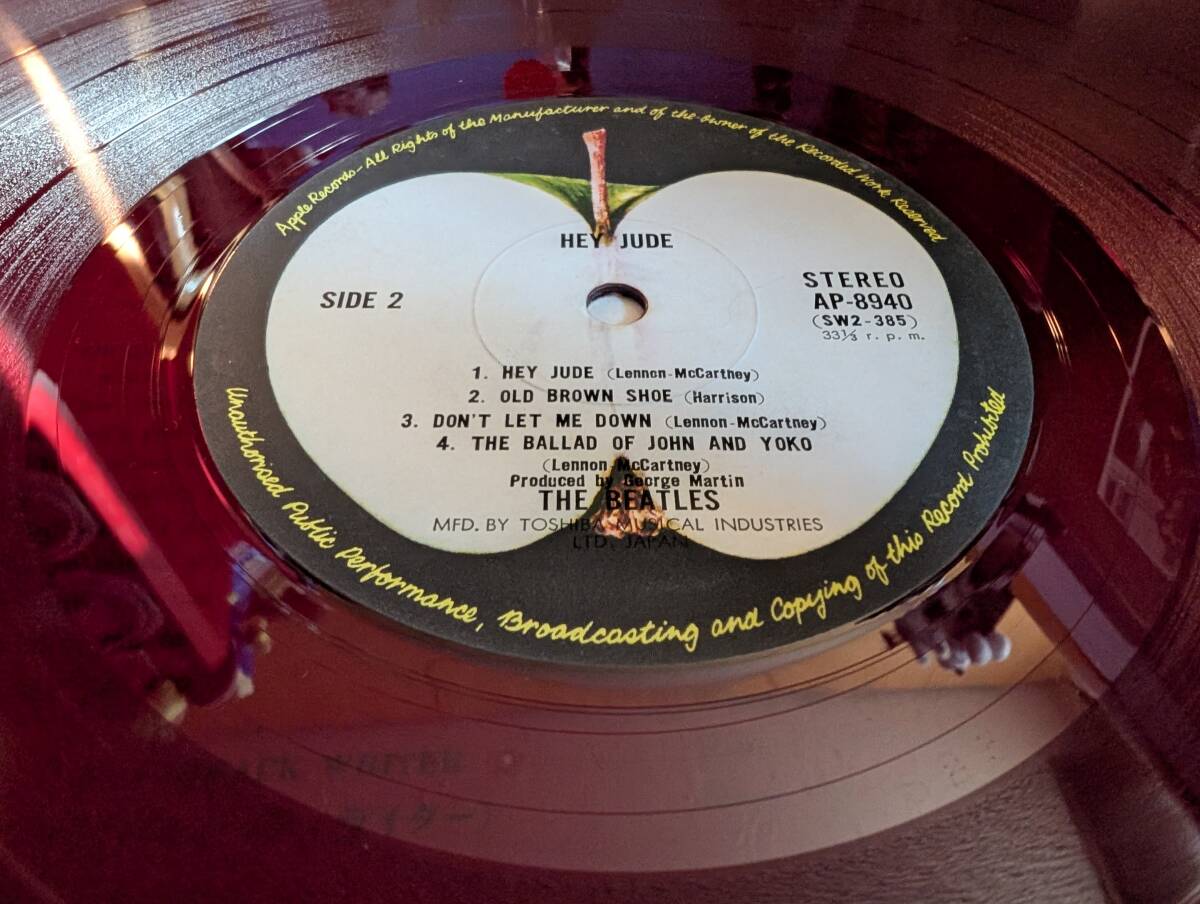 Apple Records-All Rights of the Manufacturer and of the Owner of the Recorded Work Reserved
HEY JUDE
SIDE 2
STEREO
AP-8940
(SW2-385)
33⅓ r. p. m.
1. HEY JUDE (Lennon-McCarthey)
2. OLD BROWN SHOE (Harrison)
3. DON'T LET ME DOWN (Lennon-McCartney)
4. THE BALLAD OF JOHN AND YOKO
(Lennon-McCartney)
Produced by George Martin
THE BEATLES
MFD. BY TOSHIBA MUSICAL INDUSTRIES
LTD. JAPAN
Unauthorised Public Performance, Broadcasting and Copying of this Record Prohibited
WRITER